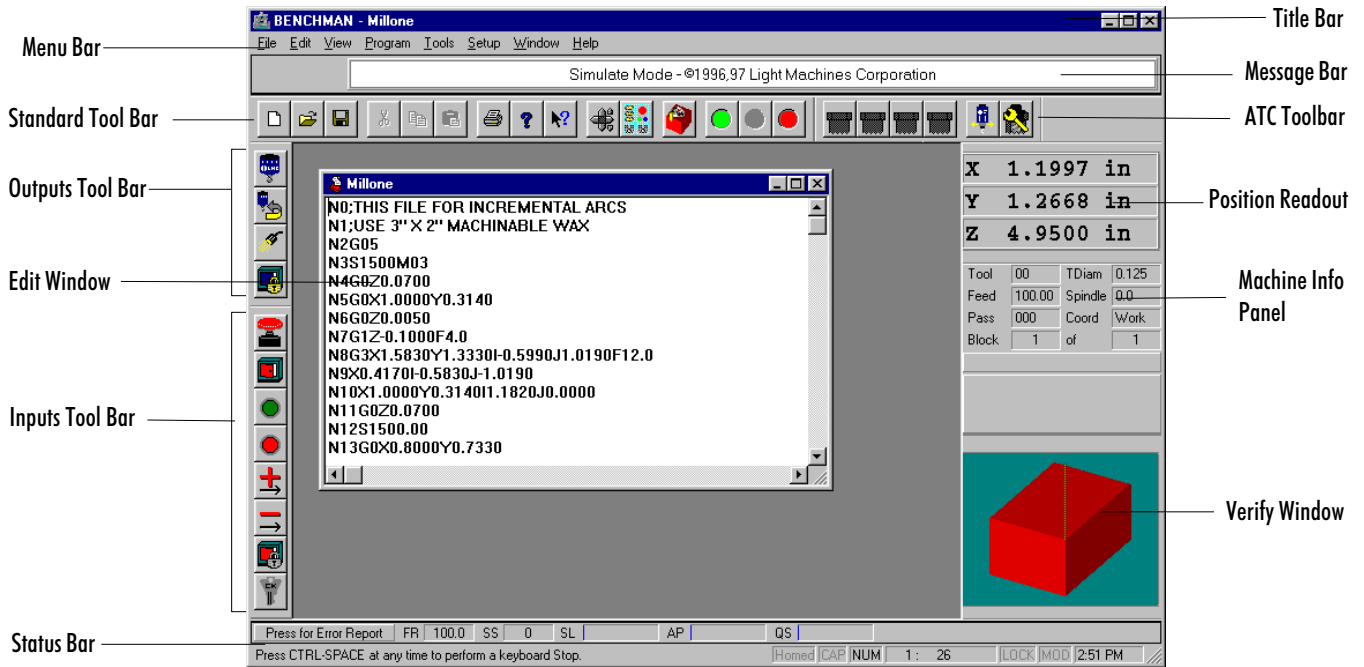 BENCHMAN - Millone
Title Bar
Menu Bar
File Edit View Program Tools Setup Window Help
Simulate Mode - ©1996,97 Light Machines Corporation
Message Bar
Standard Tool Bar
ATC Toolbar
Outputs Tool Bar
Edit Window
Inputs Tool Bar
Status Bar
Millone
N0;THIS FILE FOR INCREMENTAL ARCS
N1;USE 3" X 2" MACHINABLE WAX
N2G05
N3S1500M03
N4G0Z0.0700
N5G0X1.0000Y0.3140
N6G0Z0.0050
N7G1Z-0.1000F4.0
N8G3X1.5830Y1.3330I-0.5990J1.0190F12.0
N9X0.4170I-0.5830J-1.0190
N10X1.0000Y0.3140I1.1820J0.0000
N11G0Z0.0700
N12S1500.00
N13G0X0.8000Y0.7330
X 1.1997 in
Y 1.2668 in
Z 4.9500 in
Position Readout
Tool 00 TDiam 0.125
Feed 100.00 Spindle 0.0
Pass 000 Coord Work
Block 1 of 1
Machine Info
Panel
Verify Window
Press for Error Report FR 100.0 SS 0 SL AP QS
Press CTRL-SPACE at any time to perform a keyboard Stop. Homed CAP NUM 1 : 26 LOCK MOD 2:51 PM